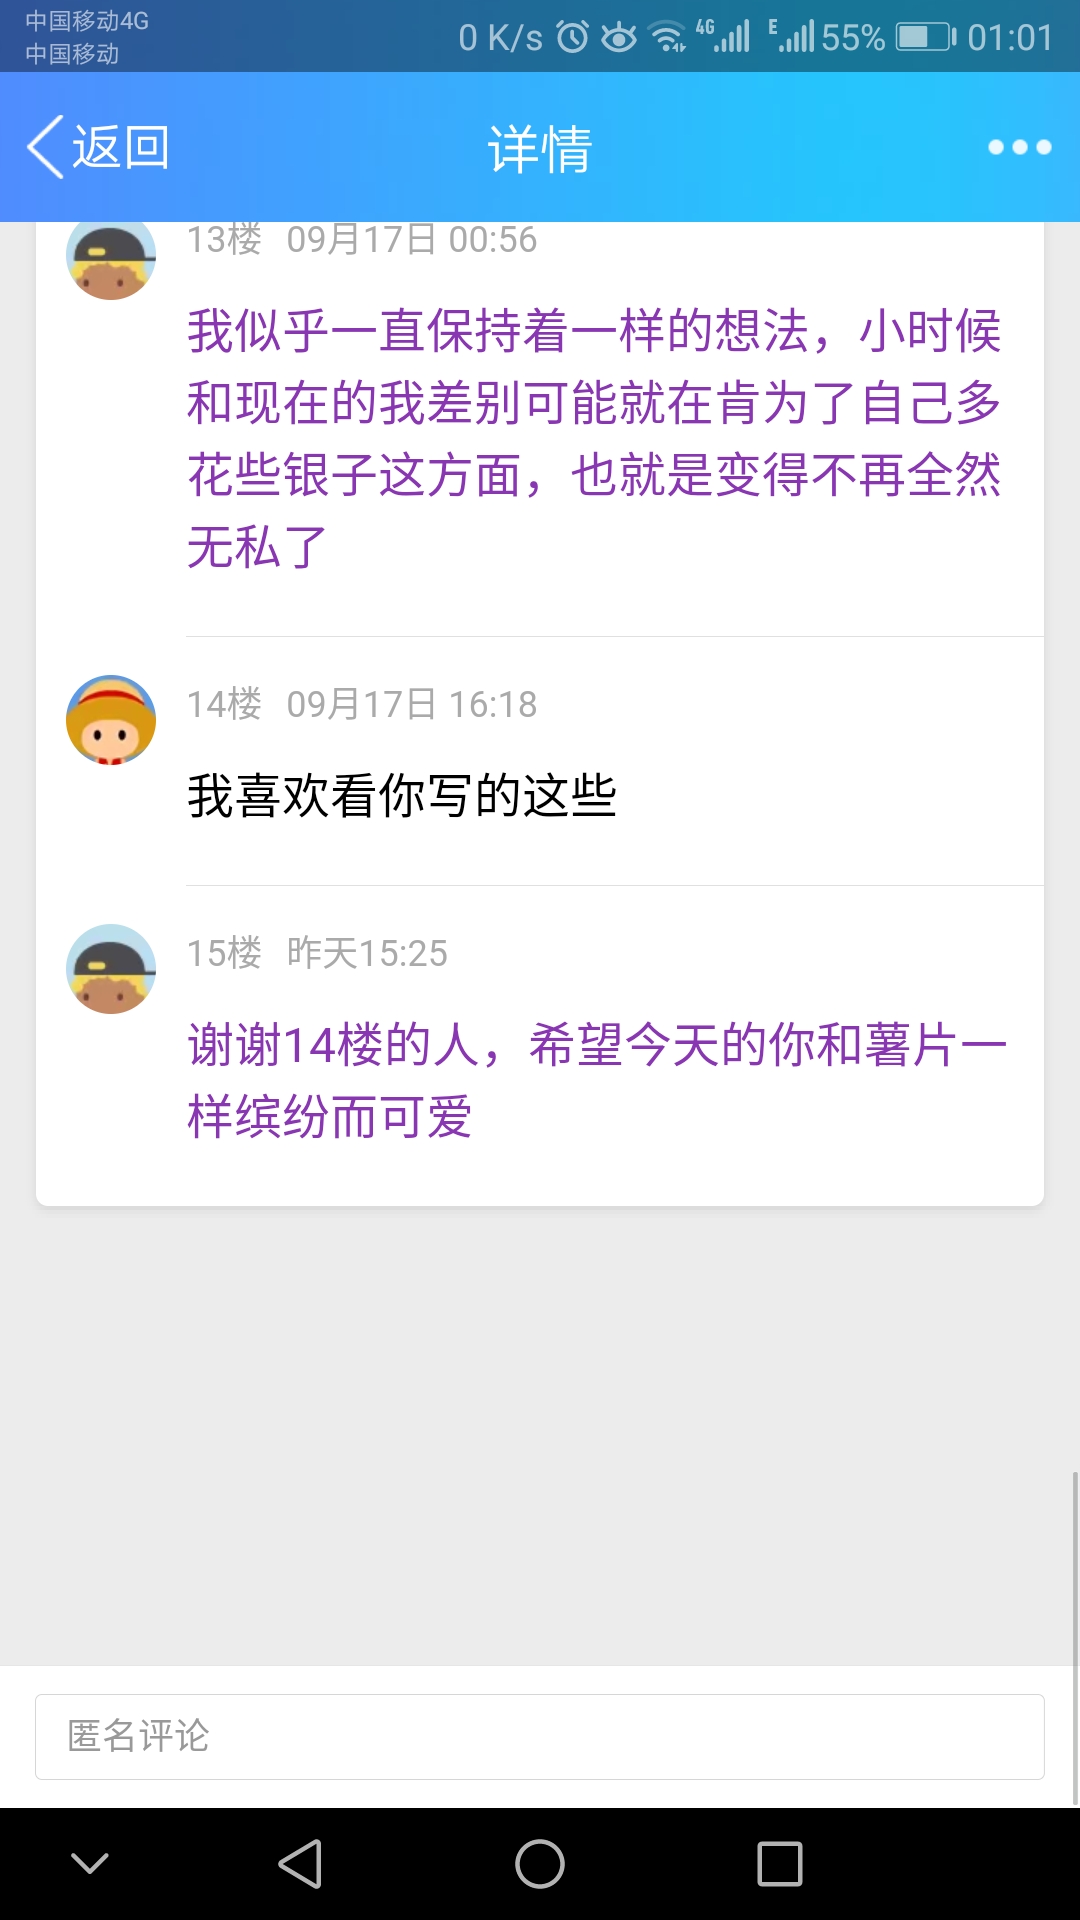 中国移动4G
中国移动
0 K/s 4G E 55% 01:01
返回 详情
13楼 09月17日 00:56
我似乎一直保持着一样的想法，小时候
和现在的我差别可能就在肯为了自己多
花些银子这方面，也就是变得不再全然
无私了
14楼 09月17日 16:18
我喜欢看你写的这些
15楼 昨天15:25
谢谢14楼的人，希望今天的你和薯片一
样缤纷而可爱
匿名评论